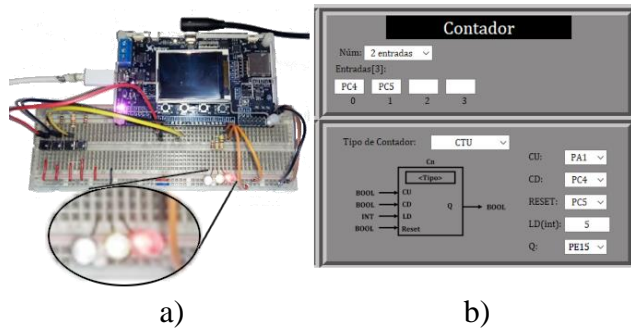 Contador
Núm: 2 entradas
Entradas[3]:
PC4 PC5
0 1 2 3
Tipo de Contador: CTU
Cn
<Tipo>
BOOL CU
BOOL CD Q BOOL
INT LD
BOOL Reset
CU: PA1
CD: PC4
RESET: PC5
LD(int): 5
Q: PE15
a) b)